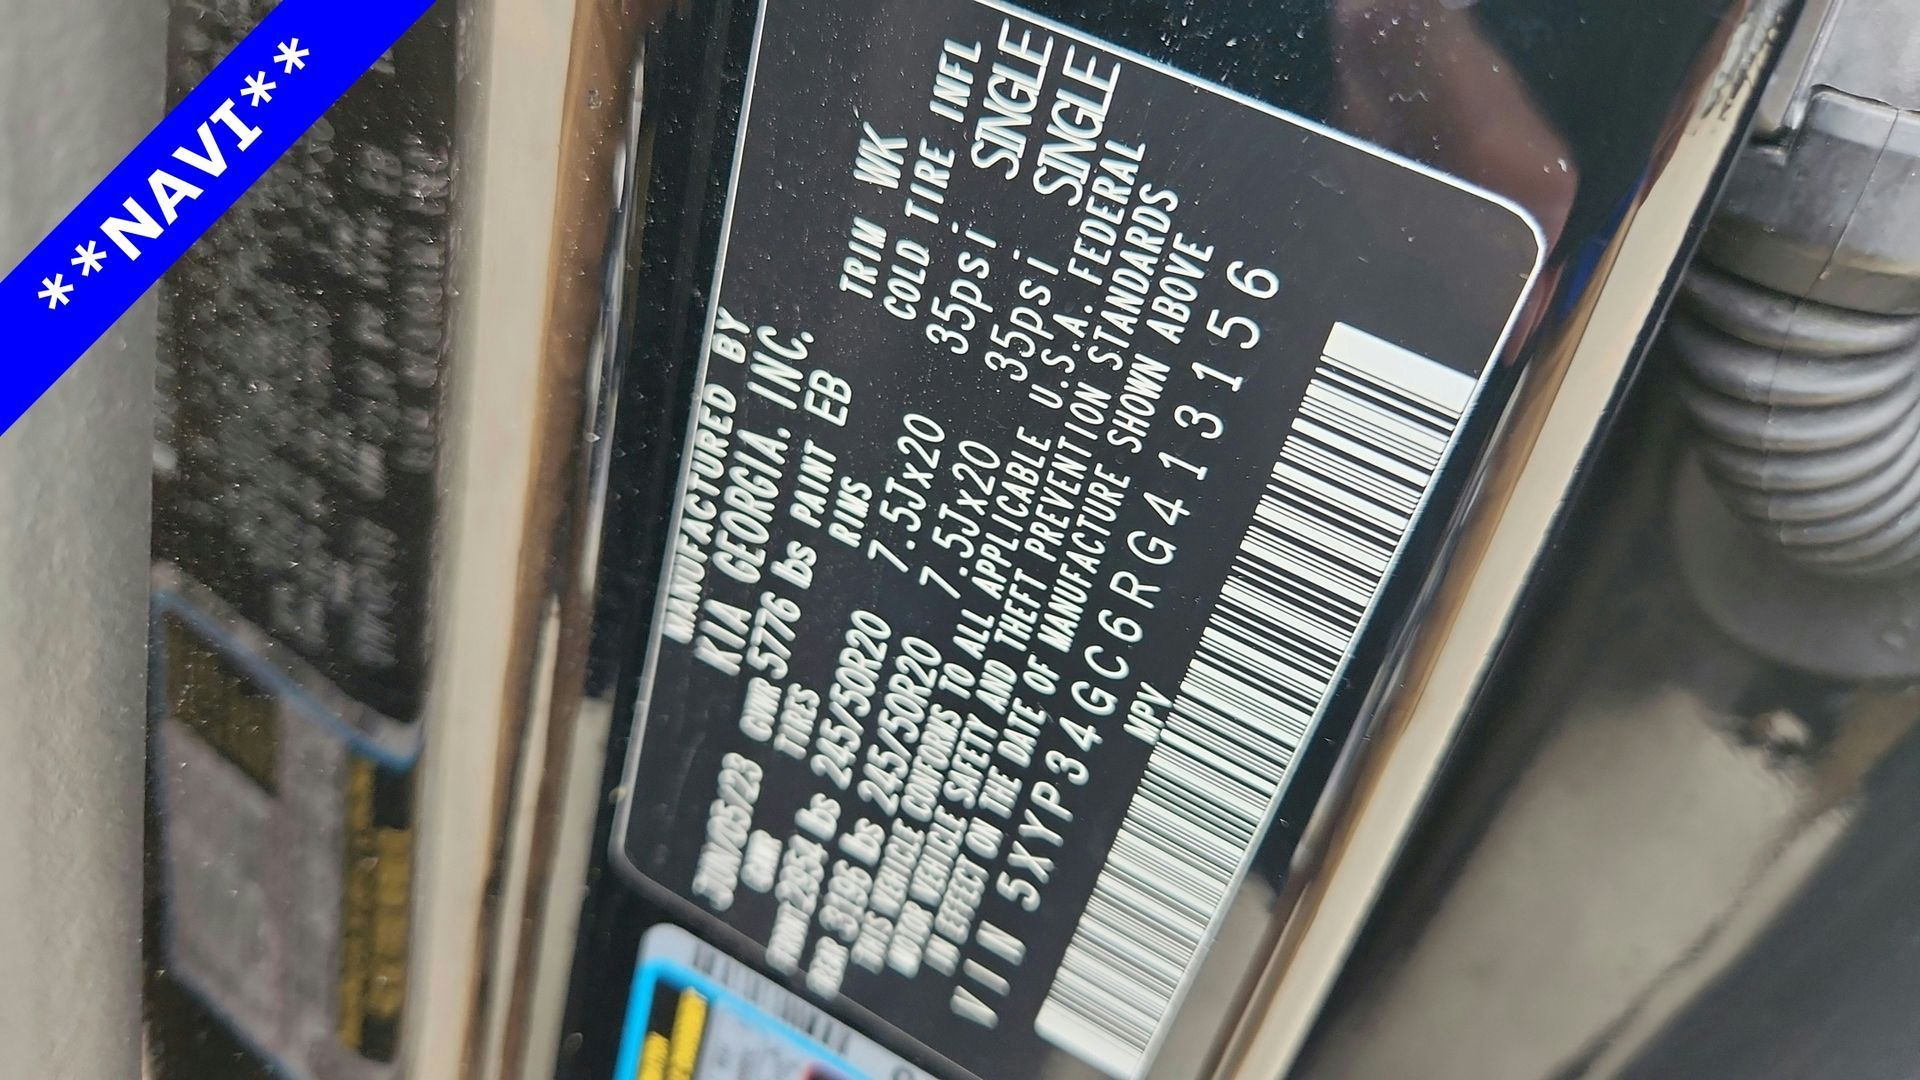 **NAVI**
MANUFACTURED BY
KIA GEORGIA, INC.
JUN/05/23 GVWR 5776 lbs PAINT EB TRIM WK
GAWR TIRES RIMS COLD TIRE INFL
FRONT 2954 lbs 245/50R20 7.5Jx20 35psi SINGLE
REAR 3196 lbs 245/50R20 7.5Jx20 35psi SINGLE
THIS VEHICLE CONFORMS TO ALL APPLICABLE U.S.A. FEDERAL
MOTOR VEHICLE SAFETY AND THEFT PREVENTION STANDARDS
IN EFFECT ON THE DATE OF MANUFACTURE SHOWN ABOVE
VIN 5XYP34GC6RG413156
MPV